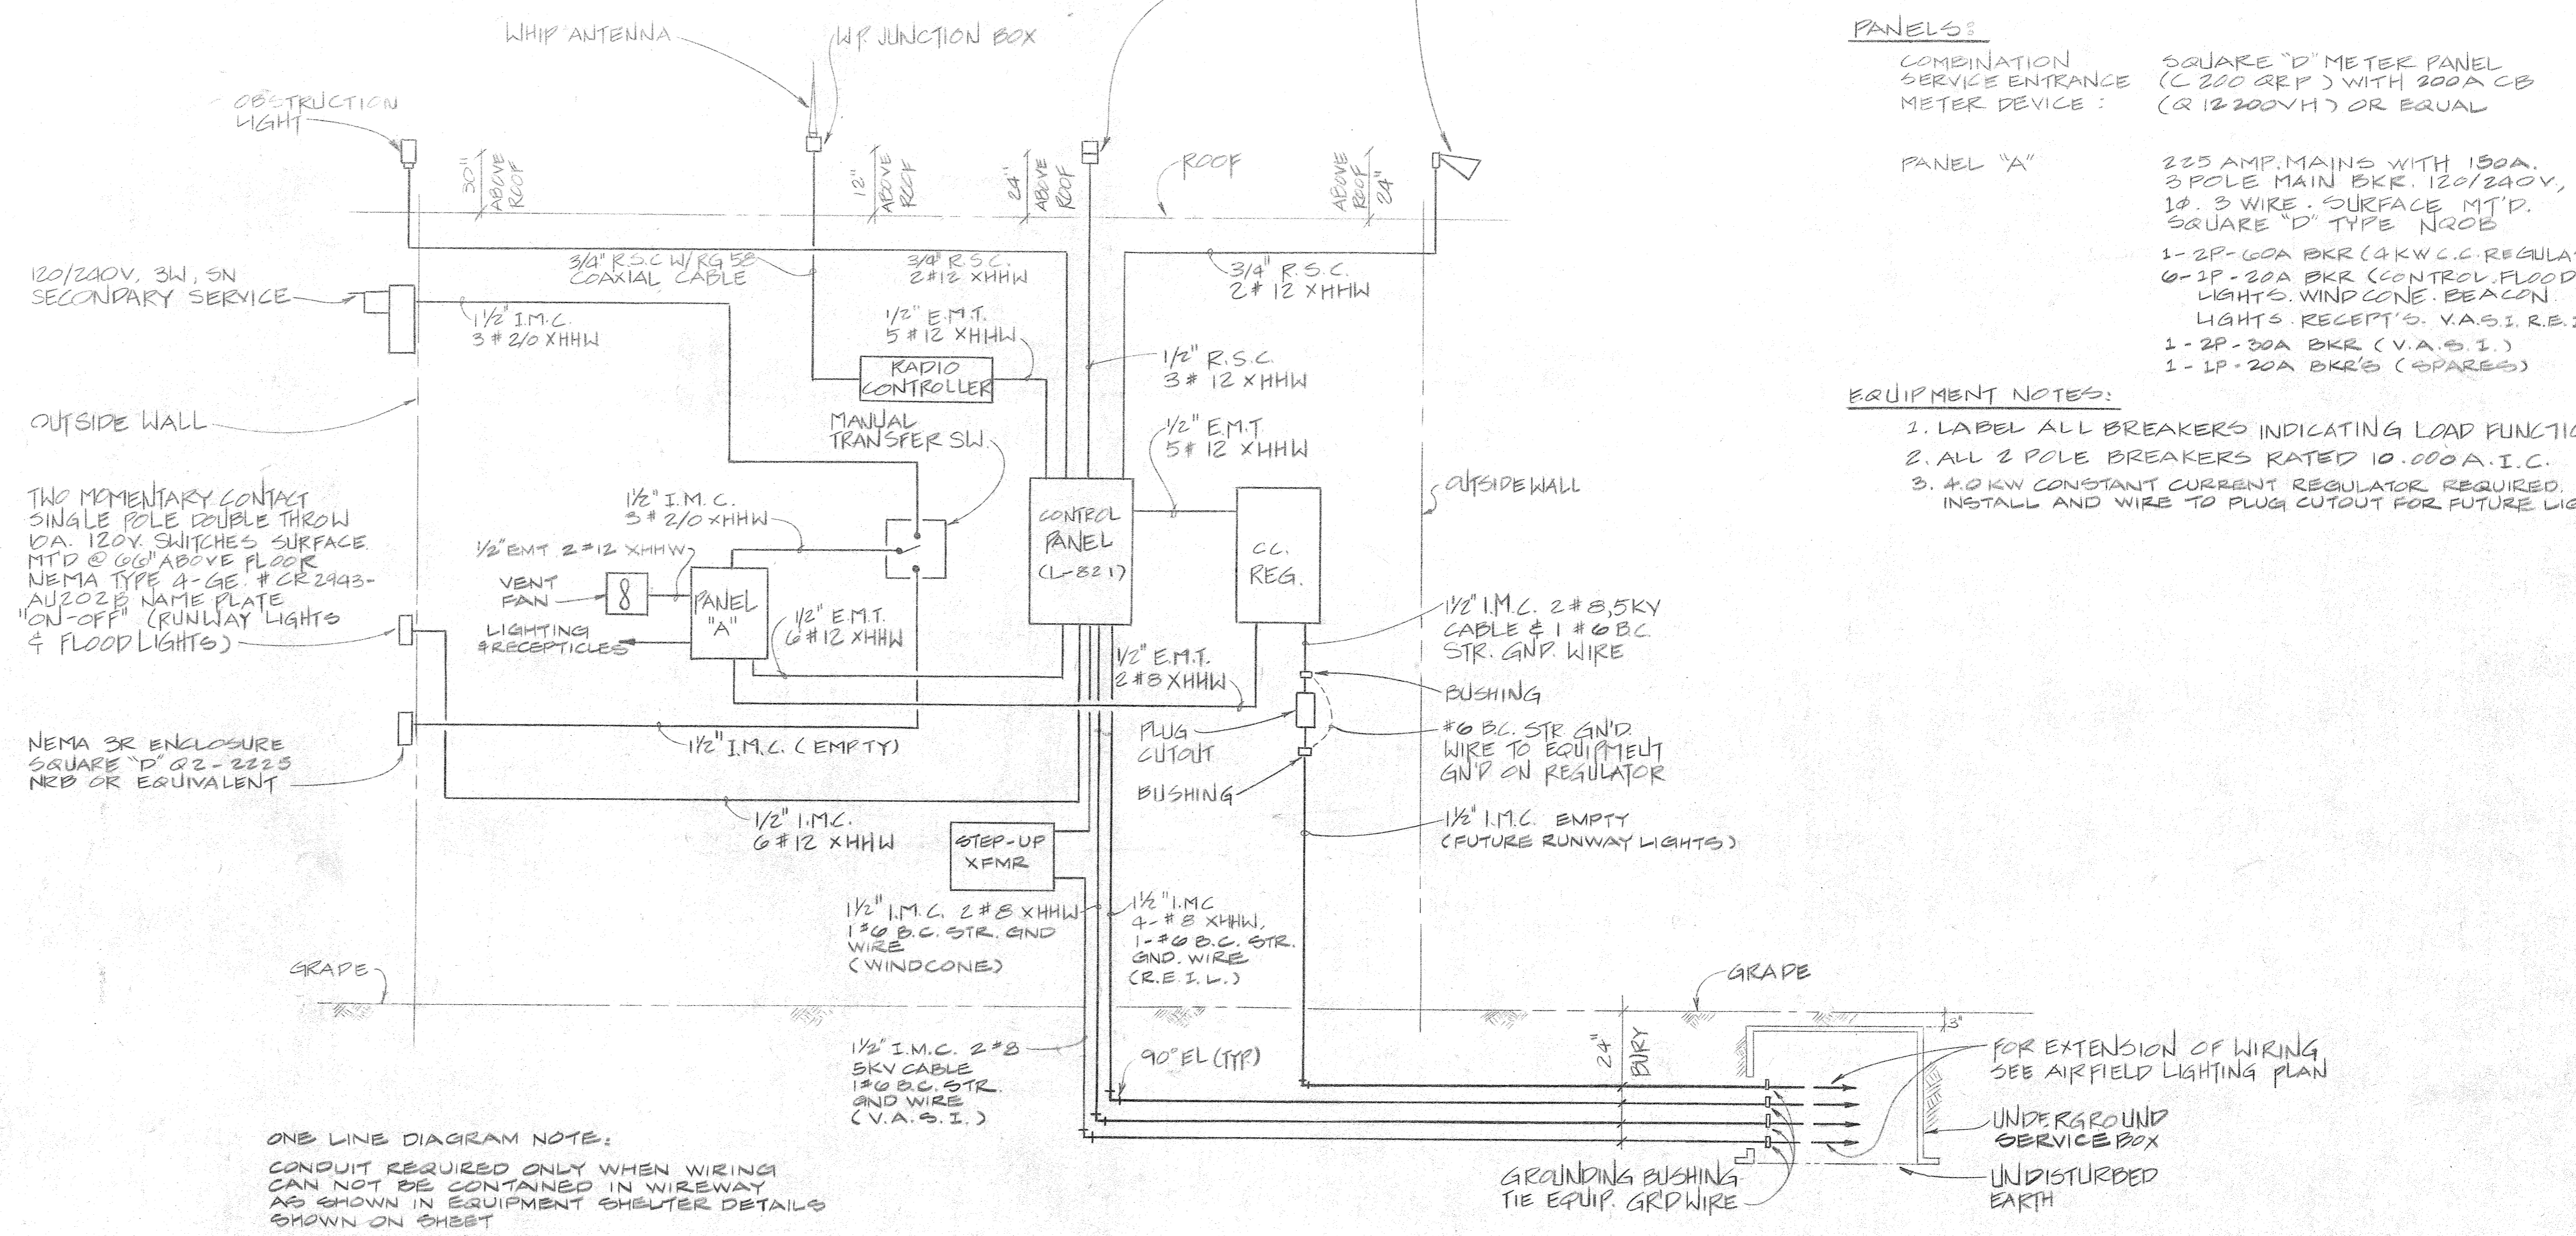 WHIP ANTENNA
W.P. JUNCTION BOX
OBSTRUCTION
LIGHT
30"
ABOVE
ROOF
12"
ABOVE
ROOF
24"
ABOVE
ROOF
ROOF
ABOVE
ROOF
24"
120/240V, 3W, SN
SECONDARY SERVICE
1 1/2" I.M.C.
3 # 2/0 XHHW
3/4" R.S.C W/RG 58
COAXIAL CABLE
3/4" R.S.C.
2 #12 XHHW
3/4" R.S.C.
2 # 12 XHHW
1/2" E.M.T.
5 # 12 XHHW
RADIO
CONTROLLER
1/2" R.S.C.
3 # 12 XHHW
OUTSIDE WALL
MANUAL
TRANSFER SW.
1/2" E.M.T.
5 # 12 XHHW
OUTSIDE WALL
TWO MOMENTARY CONTACT
SINGLE POLE DOUBLE THROW
10A. 120V. SWITCHES SURFACE
MT'D @ 66" ABOVE FLOOR
NEMA TYPE 4-GE. # CR2943-
AU202B NAME PLATE
"ON-OFF" (RUNWAY LIGHTS
& FLOOD LIGHTS)
1 1/2" I.M.C.
3 # 2/0 XHHW
1/2" EMT 2 #12 XHHW
VENT
FAN
8
PANEL
"A"
LIGHTING
& RECEPTICLES
1/2" E.M.T.
6 #12 XHHW
CONTROL
PANEL
(L-821)
C.C.
REG.
1/2" E.M.T.
2 #8 XHHW
1 1/2" I.M.C. 2 # 8, 5KV
CABLE & 1 # 6 B.C.
STR. GND. WIRE
BUSHING
PLUG
CUTOUT
#6 B.C. STR GN'D.
WIRE TO EQUIPMENT
GN'D ON REGULATOR
BUSHING
NEMA 3R ENCLOSURE
SQUARE "D" Q2-2225
NRB OR EQUIVALENT
1 1/2" I.M.C. (EMPTY)
1/2" I.M.C.
6 # 12 XHHW
1 1/2" I.M.C. EMPTY
(FUTURE RUNWAY LIGHTS)
STEP-UP
XFMR
1 1/2" I.M.C. 2 #8 XHHW
1 #6 B.C. STR. GND
WIRE
(WINDCONE)
1 1/2" I.M.C
4-#8 XHHW,
1-#6 B.C. STR.
GND. WIRE
(R.E.I.L.)
GRADE
GRADE
3"
1 1/2" I.M.C. 2 #8
5KV CABLE
1 #6 B.C. STR.
GND WIRE
(V.A.S.I.)
90° EL (TYP.)
24"
BURY
FOR EXTENSION OF WIRING
SEE AIRFIELD LIGHTING PLAN
UNDERGROUND
SERVICE BOX
UNDISTURBED
EARTH
GROUNDING BUSHING
TIE EQUIP. GR'D WIRE
ONE LINE DIAGRAM NOTE:
CONDUIT REQUIRED ONLY WHEN WIRING
CAN NOT BE CONTAINED IN WIREWAY
AS SHOWN IN EQUIPMENT SHELTER DETAILS
SHOWN ON SHEET
PANELS:
COMBINATION
SERVICE ENTRANCE
METER DEVICE :
SQUARE "D" METER PANEL
(C 200 QRP) WITH 200A CB
(Q 12200VH) OR EQUAL
PANEL "A"
225 AMP. MAINS WITH 150A.
3 POLE MAIN BKR. 120/240V,
1Φ. 3 WIRE. SURFACE MT'D.
SQUARE "D" TYPE NQOB
1-2P-60A BKR (4KW C.C. REGULA
6-1P-20A BKR (CONTROL. FLOOD
LIGHTS. WIND CONE. BEACON.
LIGHTS. RECEPT'S. V.A.S.I. R.E.I
1-2P-30A BKR (V.A.S.I.)
1-1P-20A BKR'S (SPARES)
EQUIPMENT NOTES:
1. LABEL ALL BREAKERS INDICATING LOAD FUNCTIO
2. ALL 2 POLE BREAKERS RATED 10.000 A.I.C.
3. 4.0 KW CONSTANT CURRENT REGULATOR REQUIRED.
INSTALL AND WIRE TO PLUG CUTOUT FOR FUTURE LIG